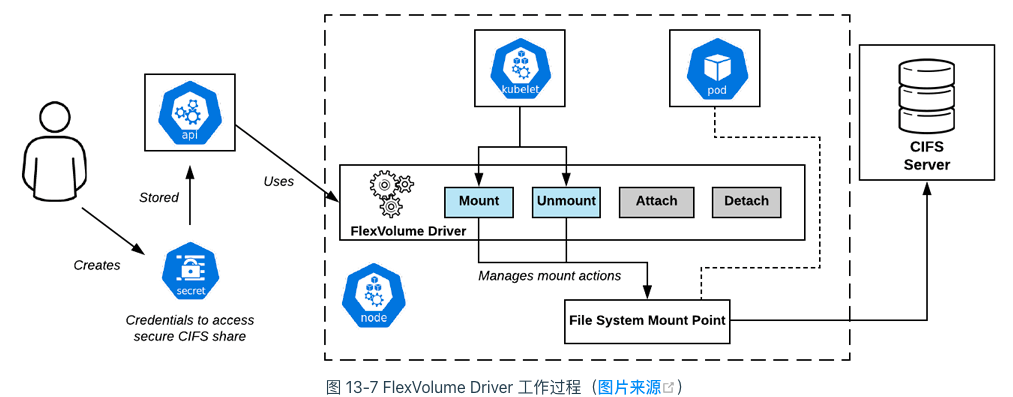 kubelet
pod
api
CIFS
Server
Uses
Stored
Mount
Unmount
Attach
Detach
FlexVolume Driver
Creates
secret
Manages mount actions
node
Credentials to access
secure CIFS share
File System Mount Point
图 13-7 FlexVolume Driver 工作过程（图片来源）